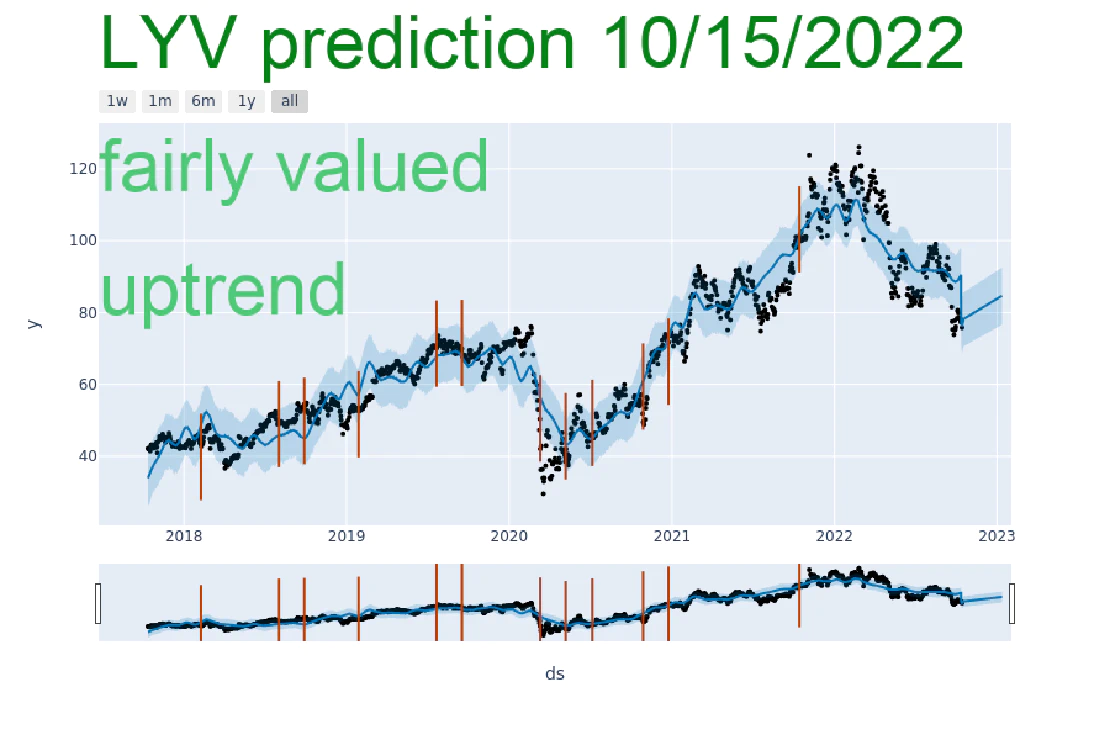 LYV prediction 10/15/2022
1w 1m 6m 1y all
fairly valued
uptrend
120
100
80
60
40
y
2018 2019 2020 2021 2022 2023
ds